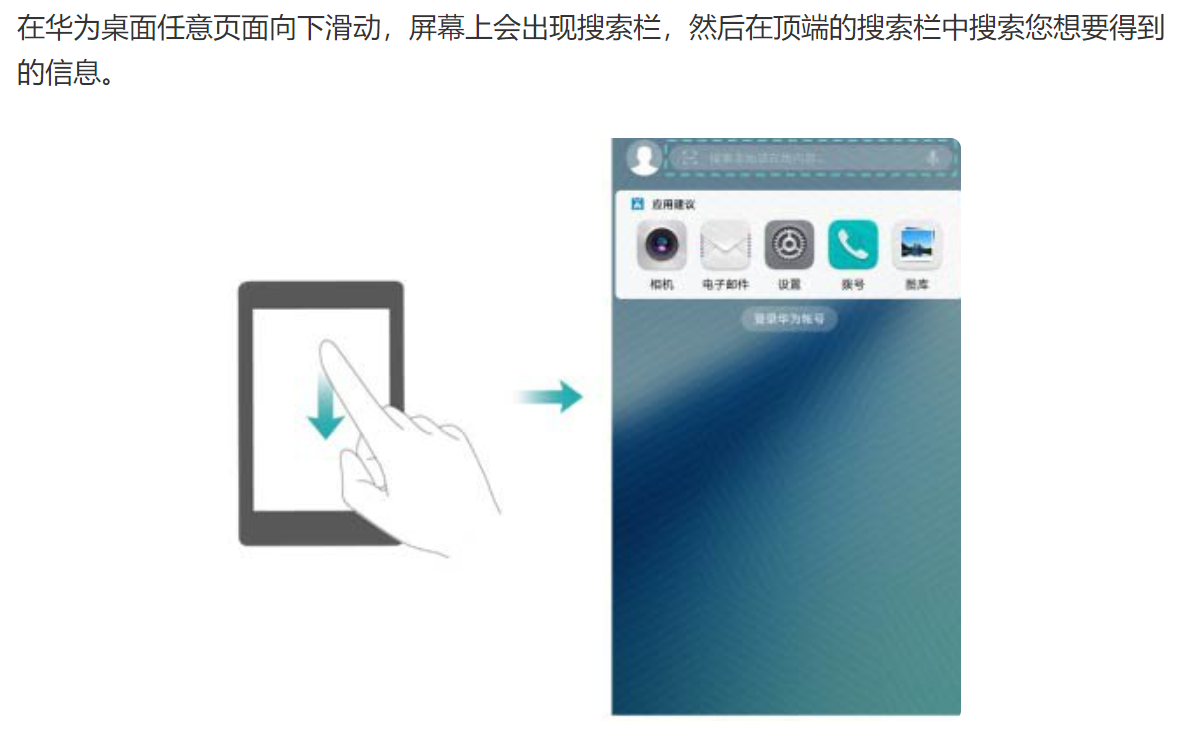 在华为桌面任意页面向下滑动，屏幕上会出现搜索栏，然后在顶端的搜索栏中搜索您想要得到
的信息。
应用建议
相机 电子邮件 设置 拨号 图库
登录华为帐号